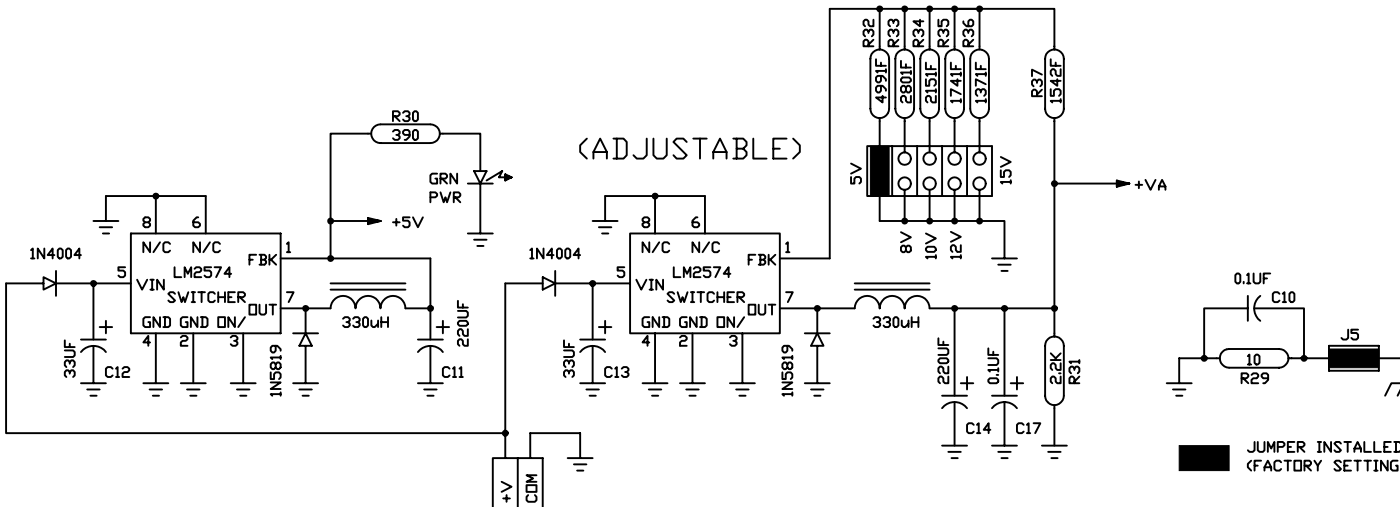 R32
R33
R34
R35
R36
4991F
2801F
2151F
1741F
1371F
R37
1542F
R30
390
(ADJUSTABLE)
GRN
PWR
5V
15V
+VA
+5V
8V
10V
12V
1N4004
8
6
N/C
N/C
1
FBK
5
VIN
LM2574
SWITCHER
OUT
7
GND
GND
ON/
4
2
3
330uH
220UF
C11
33UF
C12
1N5819
1N4004
8
6
N/C
N/C
1
FBK
5
VIN
LM2574
SWITCHER
OUT
7
GND
GND
ON/
4
2
3
330uH
33UF
C13
1N5819
220UF
C14
0.1UF
C17
2.2K
R31
0.1UF
C10
10
R29
J5
+V
COM
JUMPER INSTALLED
(FACTORY SETTING